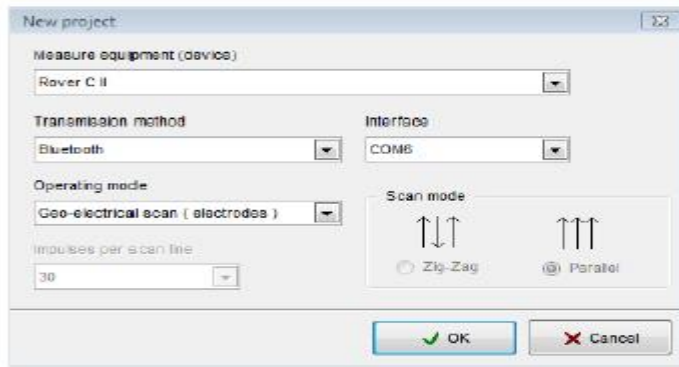 New project
Measure equipment (device)
Rover C II
Transmission method
Interface
Bluetooth
COM6
Operating mode
Geo-electrical scan ( electrodes )
Scan mode
Impulses per scan line
30
Zig-Zag
Parallel
OK
Cancel